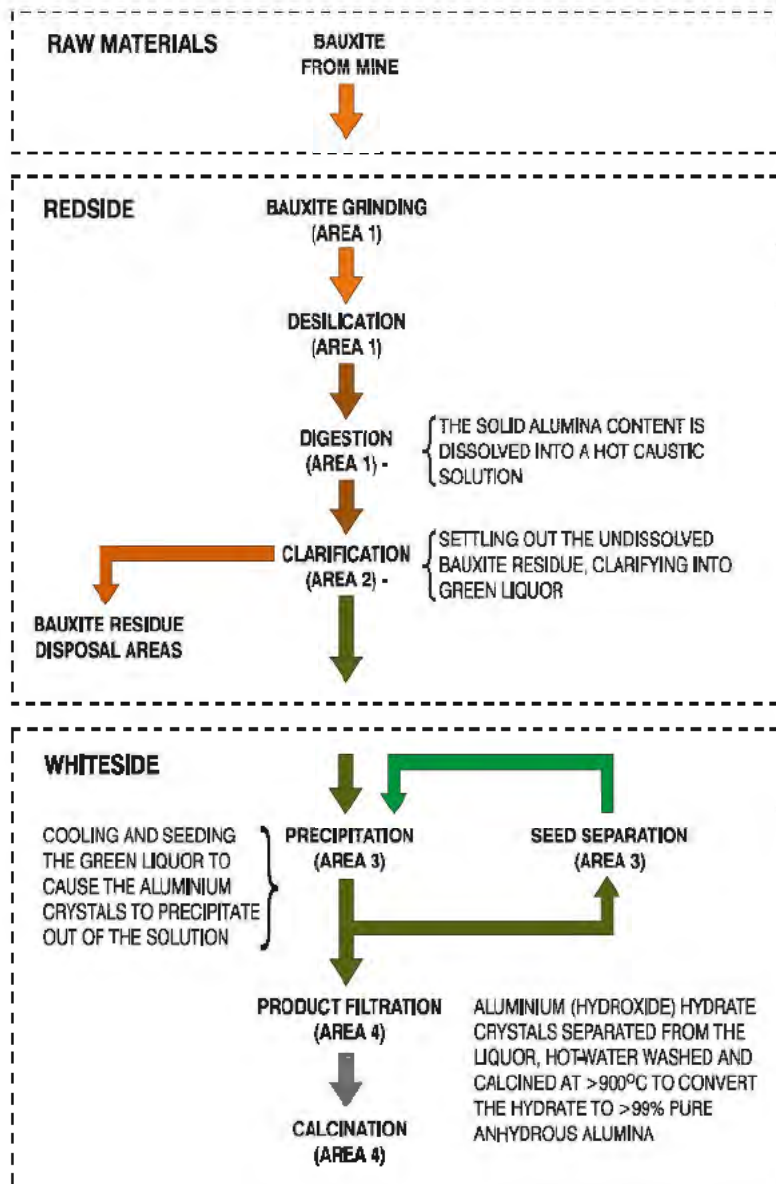 RAW MATERIALS
BAUXITE
FROM MINE
REDSIDE
BAUXITE GRINDING
(AREA 1)
DESILICATION
(AREA 1)
DIGESTION
(AREA 1) -
THE SOLID ALUMINA CONTENT IS
DISSOLVED INTO A HOT CAUSTIC
SOLUTION
CLARIFICATION
(AREA 2) -
SETTLING OUT THE UNDISSOLVED
BAUXITE RESIDUE, CLARIFYING INTO
GREEN LIQUOR
BAUXITE RESIDUE
DISPOSAL AREAS
WHITESIDE
COOLING AND SEEDING
THE GREEN LIQUOR TO
CAUSE THE ALUMINIUM
CRYSTALS TO PRECIPITATE
OUT OF THE SOLUTION
PRECIPITATION
(AREA 3)
SEED SEPARATION
(AREA 3)
PRODUCT FILTRATION
(AREA 4)
ALUMINIUM (HYDROXIDE) HYDRATE
CRYSTALS SEPARATED FROM THE
LIQUOR, HOT-WATER WASHED AND
CALCINED AT >900°C TO CONVERT
THE HYDRATE TO >99% PURE
ANHYDROUS ALUMINA
CALCINATION
(AREA 4)